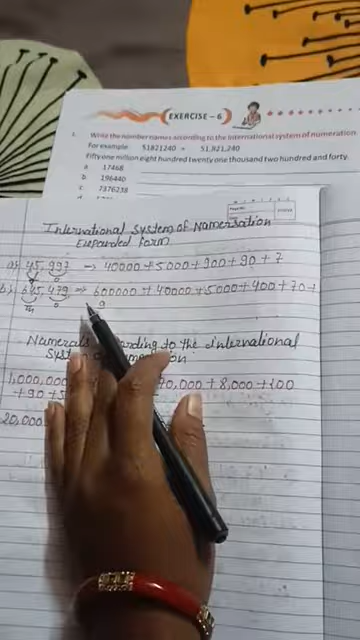 EXERCISE - 6
1. Write the number names according to the International system of numeration.
For example 51821240 = 51,821,240
Fifty one million eight hundred twenty one thousand two hundred and forty.
a 17468
b 196440
c 7376238
d
International System of Numeration
Expanded form
a) 45 997 → 40000 + 5000 + 900 + 90 + 7
b) 645 479 → 600000 + 40000 + 5000 + 400 + 70 +
9
Th O
Numerals according to the International
System of
1,000,000 70,000 + 8,000 + 100
+ 90 +
20,000